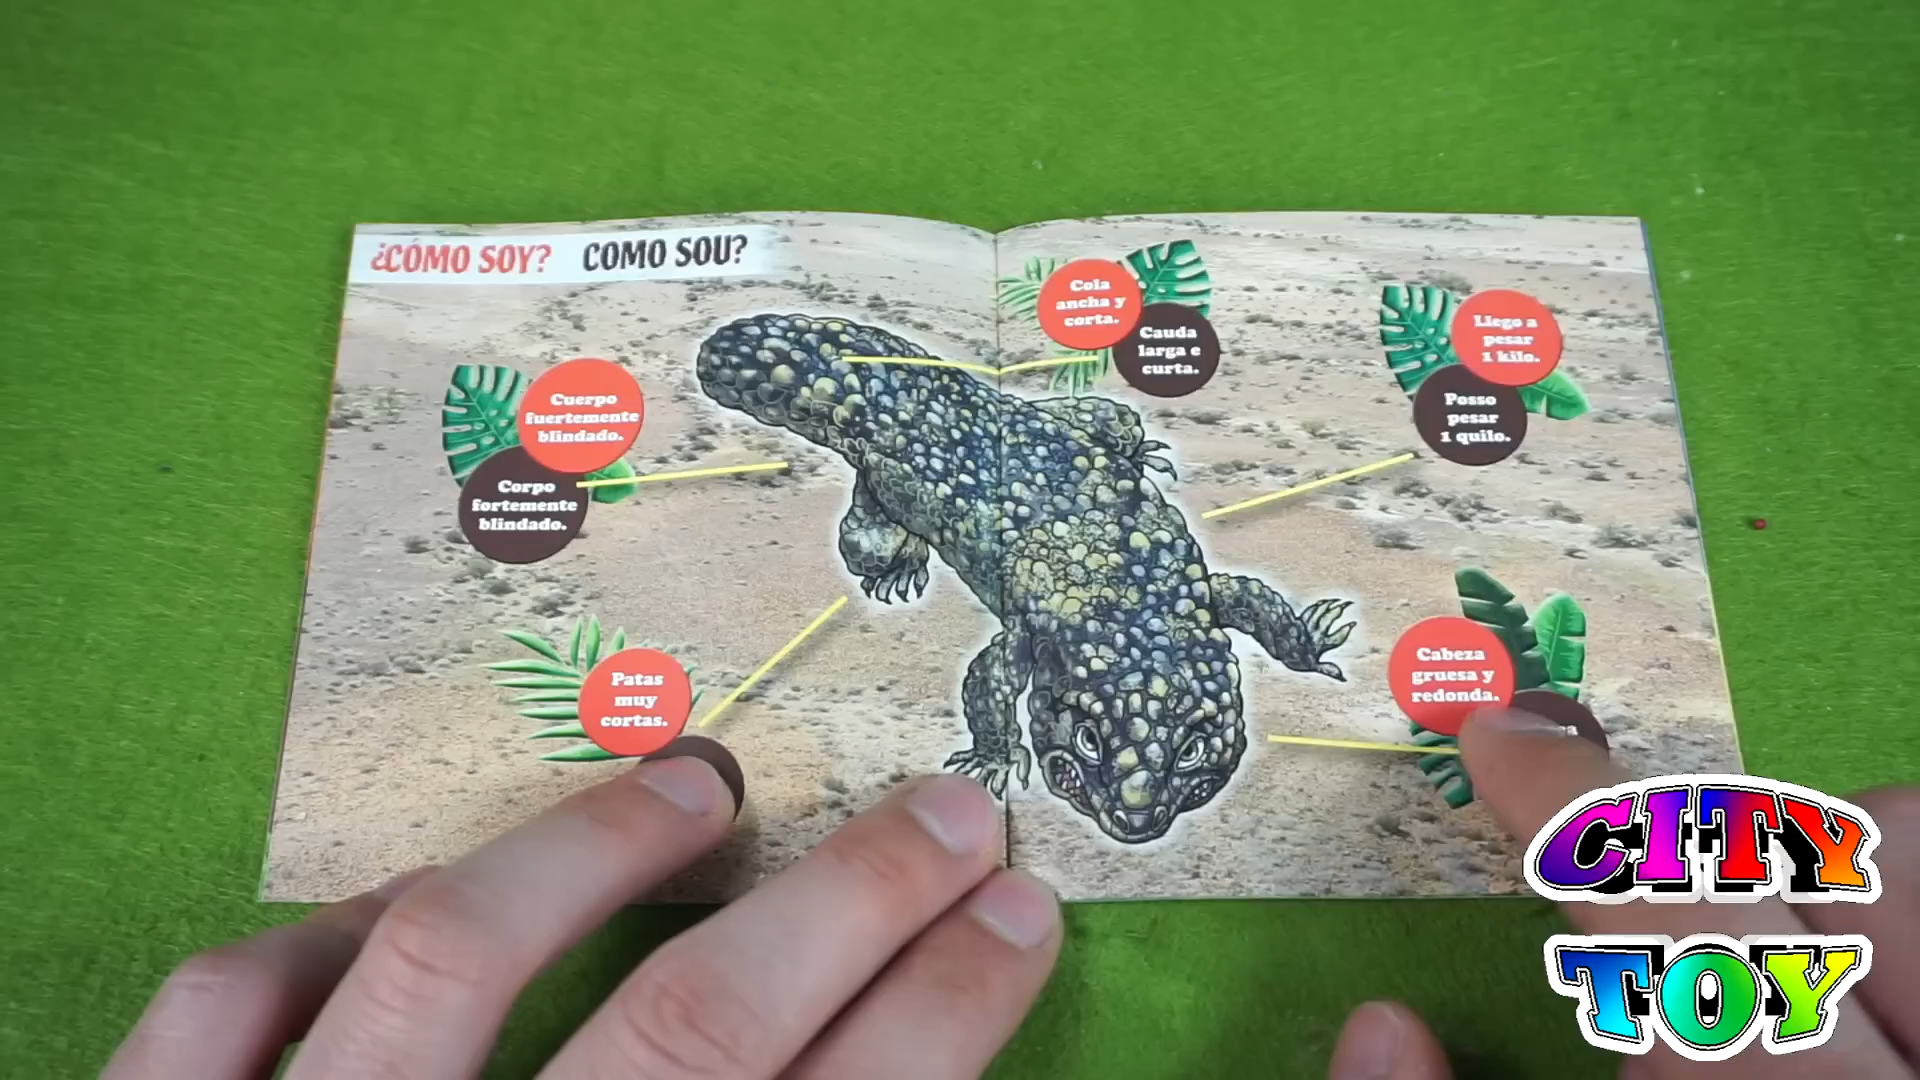 ¿CÓMO SOY? COMO SOU?
Cola
ancha y
corta.
Cauda
larga e
curta.
Llego a
pesar
1 kilo.
Posso
pesar
1 quilo.
Cuerpo
fuertemente
blindado.
Corpo
fortemente
blindado.
Patas
muy
cortas.
Cabeza
gruesa y
redonda.
CITY
TOY